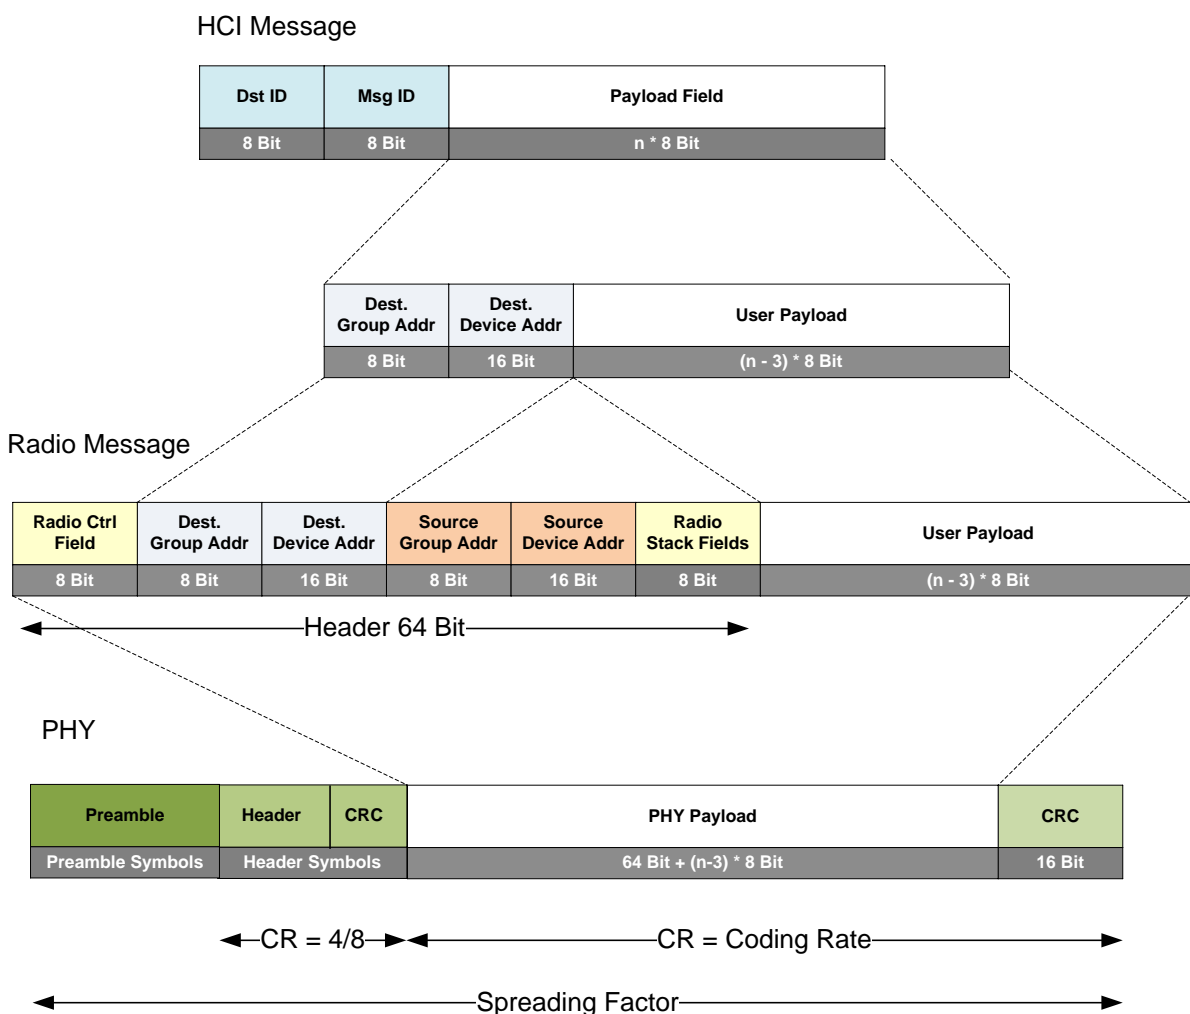 HCI Message
Dst ID Msg ID Payload Field
8 Bit 8 Bit n * 8 Bit
Dest. Group Addr Dest. Device Addr User Payload
8 Bit 16 Bit (n - 3) * 8 Bit
Radio Message
Radio Ctrl Field Dest. Group Addr Dest. Device Addr Source Group Addr Source Device Addr Radio Stack Fields User Payload
8 Bit 8 Bit 16 Bit 8 Bit 16 Bit 8 Bit (n - 3) * 8 Bit
Header 64 Bit
PHY
Preamble Header CRC PHY Payload CRC
Preamble Symbols Header Symbols 64 Bit + (n-3) * 8 Bit 16 Bit
CR = 4/8 CR = Coding Rate
Spreading Factor